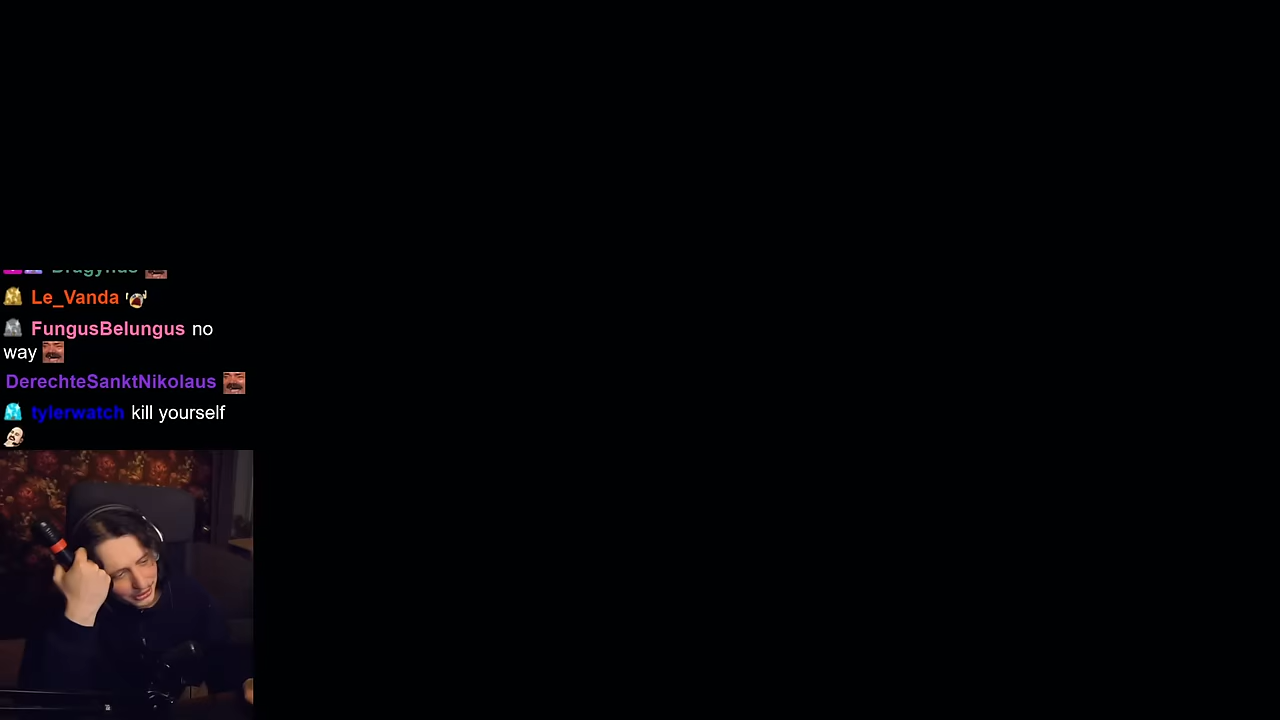 Le_Vanda
FungusBelungus no
way
DerechteSanktNikolaus
tylerwatch kill yourself